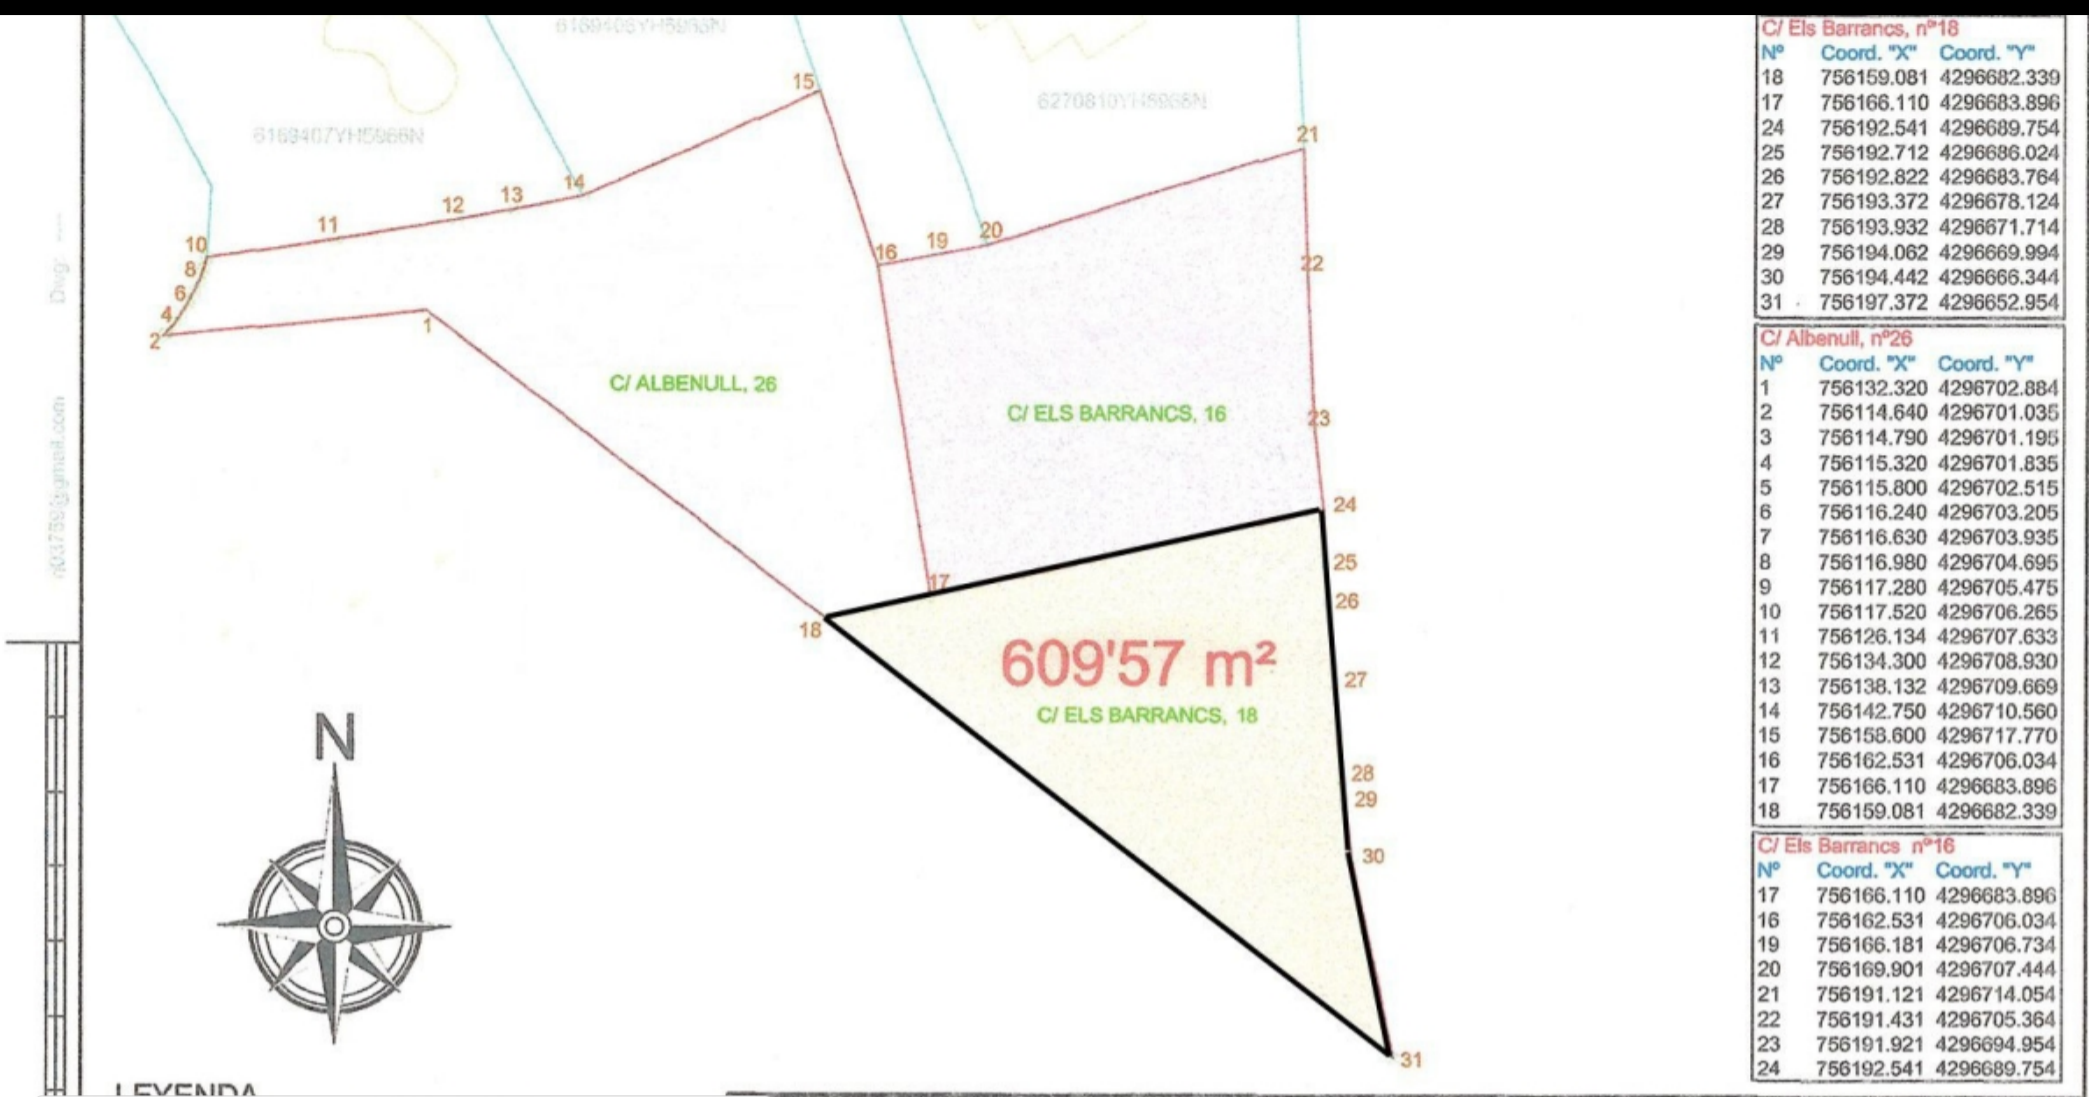 6169407YH5966N
15
21
14
13
12
11
10
8
6
4
2
1
16
19
20
22
C/ ALBENULL, 26
C/ ELS BARRANCS, 16
23
24
25
26
17
18
609'57 m²
C/ ELS BARRANCS, 18
27
28
29
30
31
N
LEYENDA
C/ Els Barrancs, nº18
Nº Coord. "X" Coord. "Y"
18 756159.081 4296682.339
17 756166.110 4296683.896
24 756192.541 4296689.754
25 756192.712 4296686.024
26 756192.822 4296683.764
27 756193.372 4296678.124
28 756193.932 4296671.714
29 756194.062 4296669.994
30 756194.442 4296666.344
31 756197.372 4296652.954
C/ Albenull, nº26
Nº Coord. "X" Coord. "Y"
1 756132.320 4296702.884
2 756114.640 4296701.035
3 756114.790 4296701.195
4 756115.320 4296701.835
5 756115.800 4296702.515
6 756116.240 4296703.205
7 756116.630 4296703.935
8 756116.980 4296704.695
9 756117.280 4296705.475
10 756117.520 4296706.265
11 756126.134 4296707.633
12 756134.300 4296708.930
13 756138.132 4296709.669
14 756142.750 4296710.560
15 756158.600 4296717.770
16 756162.531 4296706.034
17 756166.110 4296683.896
18 756159.081 4296682.339
C/ Els Barrancs nº16
Nº Coord. "X" Coord. "Y"
17 756166.110 4296683.896
16 756162.531 4296706.034
19 756166.181 4296706.734
20 756169.901 4296707.444
21 756191.121 4296714.054
22 756191.431 4296705.364
23 756191.921 4296694.954
24 756192.541 4296689.754